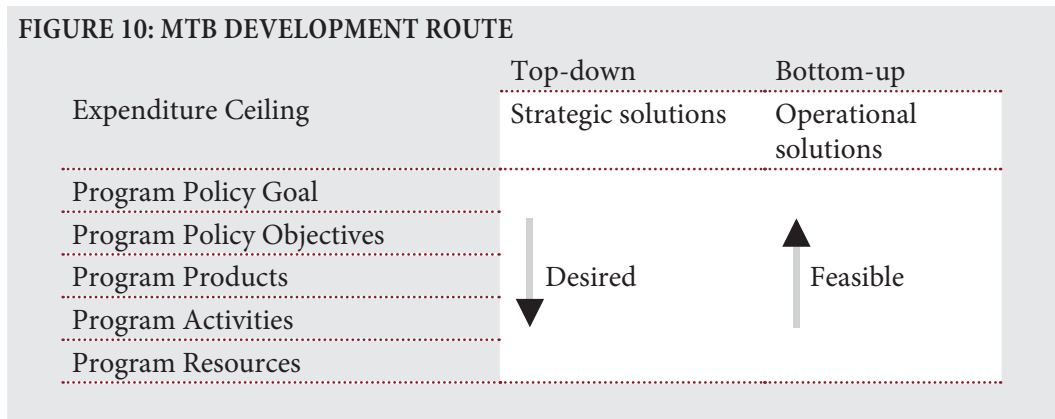 FIGURE 10: MTB DEVELOPMENT ROUTE
Top-down Bottom-up
Expenditure Ceiling
Strategic solutions Operational
solutions
Program Policy Goal
Program Policy Objectives
Program Products
Desired Feasible
Program Activities
Program Resources